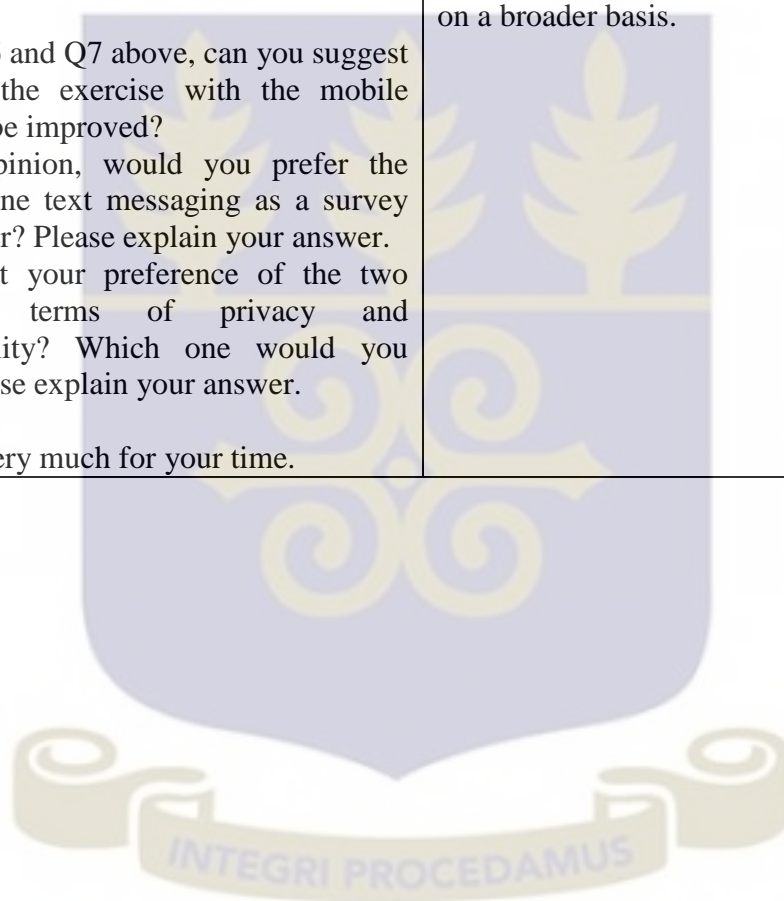 on a broader basis.
and Q7 above, can you suggest
the exercise with the mobile
be improved?
pinion, would you prefer the
ne text messaging as a survey
r? Please explain your answer.
t your preference of the two
terms of privacy and
lity? Which one would you
se explain your answer.
ery much for your time.
INTEGRI PROCEDAMUS